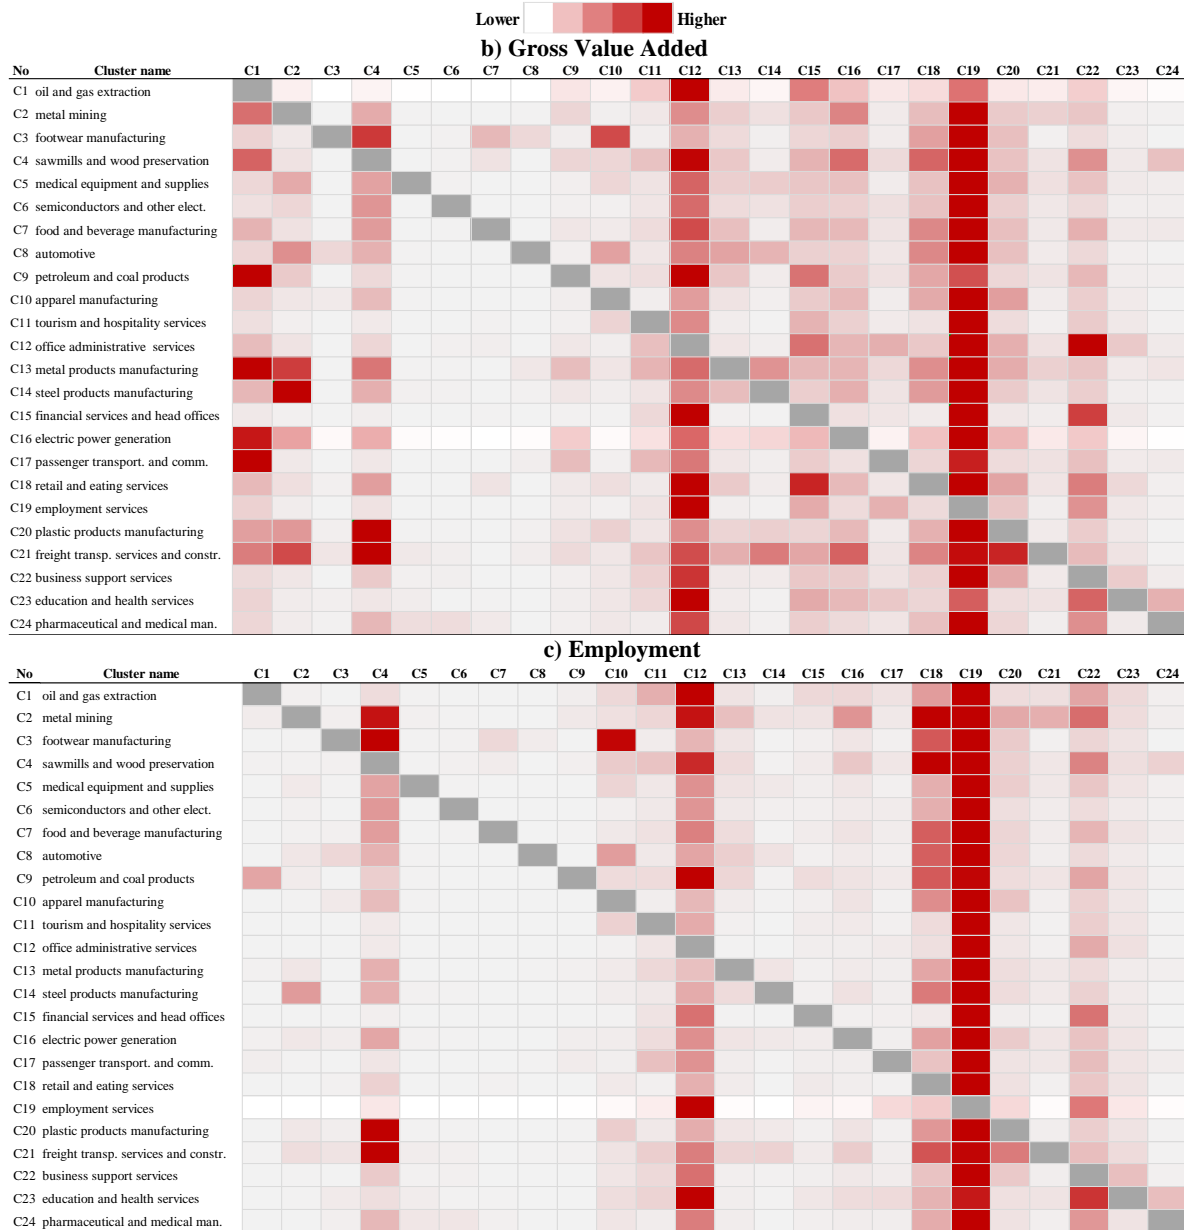 Lower Higher
b) Gross Value Added
No Cluster name C1 C2 C3 C4 C5 C6 C7 C8 C9 C10 C11 C12 C13 C14 C15 C16 C17 C18 C19 C20 C21 C22 C23 C24
C1 oil and gas extraction
C2 metal mining
C3 footwear manufacturing
C4 sawmills and wood preservation
C5 medical equipment and supplies
C6 semiconductors and other elect.
C7 food and beverage manufacturing
C8 automotive
C9 petroleum and coal products
C10 apparel manufacturing
C11 tourism and hospitality services
C12 office administrative services
C13 metal products manufacturing
C14 steel products manufacturing
C15 financial services and head offices
C16 electric power generation
C17 passenger transport. and comm.
C18 retail and eating services
C19 employment services
C20 plastic products manufacturing
C21 freight transp. services and constr.
C22 business support services
C23 education and health services
C24 pharmaceutical and medical man.
c) Employment
No Cluster name C1 C2 C3 C4 C5 C6 C7 C8 C9 C10 C11 C12 C13 C14 C15 C16 C17 C18 C19 C20 C21 C22 C23 C24
C1 oil and gas extraction
C2 metal mining
C3 footwear manufacturing
C4 sawmills and wood preservation
C5 medical equipment and supplies
C6 semiconductors and other elect.
C7 food and beverage manufacturing
C8 automotive
C9 petroleum and coal products
C10 apparel manufacturing
C11 tourism and hospitality services
C12 office administrative services
C13 metal products manufacturing
C14 steel products manufacturing
C15 financial services and head offices
C16 electric power generation
C17 passenger transport. and comm.
C18 retail and eating services
C19 employment services
C20 plastic products manufacturing
C21 freight transp. services and constr.
C22 business support services
C23 education and health services
C24 pharmaceutical and medical man.